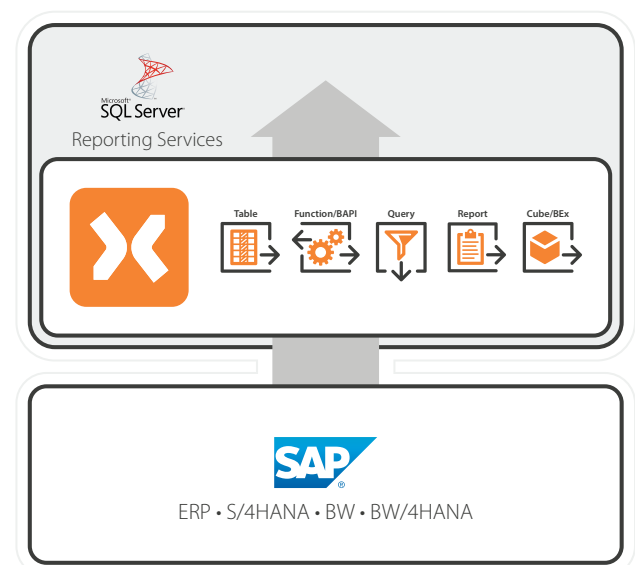 Microsoft®
SQL Server®
Reporting Services
Table
Function/BAPI
Query
Report
Cube/BEx
SAP®
ERP • S/4HANA • BW • BW/4HANA